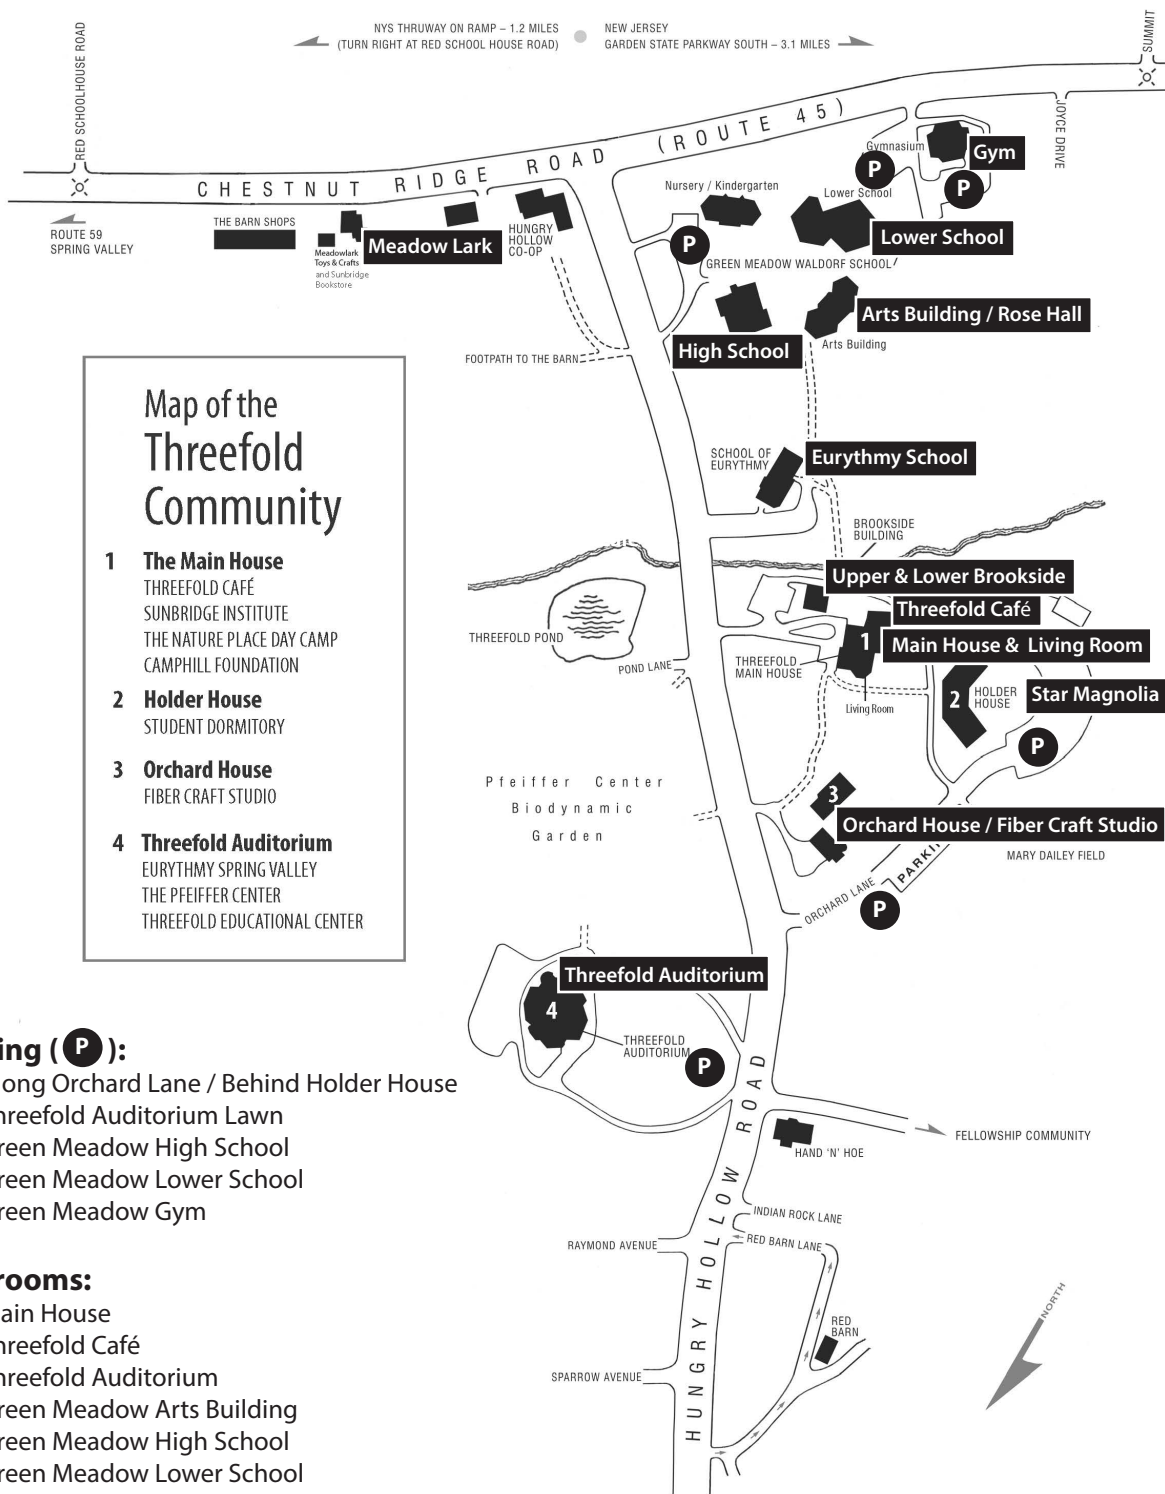 NYS THRUWAY ON RAMP – 1.2 MILES
(TURN RIGHT AT RED SCHOOL HOUSE ROAD)
NEW JERSEY
GARDEN STATE PARKWAY SOUTH – 3.1 MILES
SUMMIT
RED SCHOOLHOUSE ROAD
JOYCE DRIVE
CHESTNUT RIDGE ROAD (ROUTE 45)
Gymnasium
Gym
P
P
Nursery / Kindergarten
Lower School
Lower School
ROUTE 59
SPRING VALLEY
THE BARN SHOPS
Meadowlark
Toys & Crafts
and Sunbridge
Bookstore
Meadow Lark
HUNGRY
HOLLOW
CO-OP
P
GREEN MEADOW WALDORF SCHOOL
Arts Building / Rose Hall
Arts Building
High School
FOOTPATH TO THE BARN
SCHOOL OF
EURYTHMY
Eurythmy School
Map of the
Threefold
Community
1 The Main House
THREEFOLD CAFÉ
SUNBRIDGE INSTITUTE
THE NATURE PLACE DAY CAMP
CAMPHILL FOUNDATION
2 Holder House
STUDENT DORMITORY
3 Orchard House
FIBER CRAFT STUDIO
4 Threefold Auditorium
EURYTHMY SPRING VALLEY
THE PFEIFFER CENTER
THREEFOLD EDUCATIONAL CENTER
BROOKSIDE
BUILDING
Upper & Lower Brookside
Threefold Café
1
Main House & Living Room
THREEFOLD POND
POND LANE
THREEFOLD
MAIN HOUSE
Living Room
2
HOLDER
HOUSE
Star Magnolia
P
Pfeiffer Center
Biodynamic
Garden
3
Orchard House / Fiber Craft Studio
MARY DAILEY FIELD
ORCHARD LANE
P
Threefold Auditorium
4
THREEFOLD
AUDITORIUM
P
HUNGRY HOLLOW ROAD
FELLOWSHIP COMMUNITY
HAND 'N' HOE
INDIAN ROCK LANE
RAYMOND AVENUE
RED BARN LANE
RED
BARN
SPARROW AVENUE
NORTH
ing ( P ):
ong Orchard Lane / Behind Holder House
hreefold Auditorium Lawn
reen Meadow High School
reen Meadow Lower School
reen Meadow Gym
rooms:
ain House
hreefold Café
hreefold Auditorium
reen Meadow Arts Building
reen Meadow High School
reen Meadow Lower School